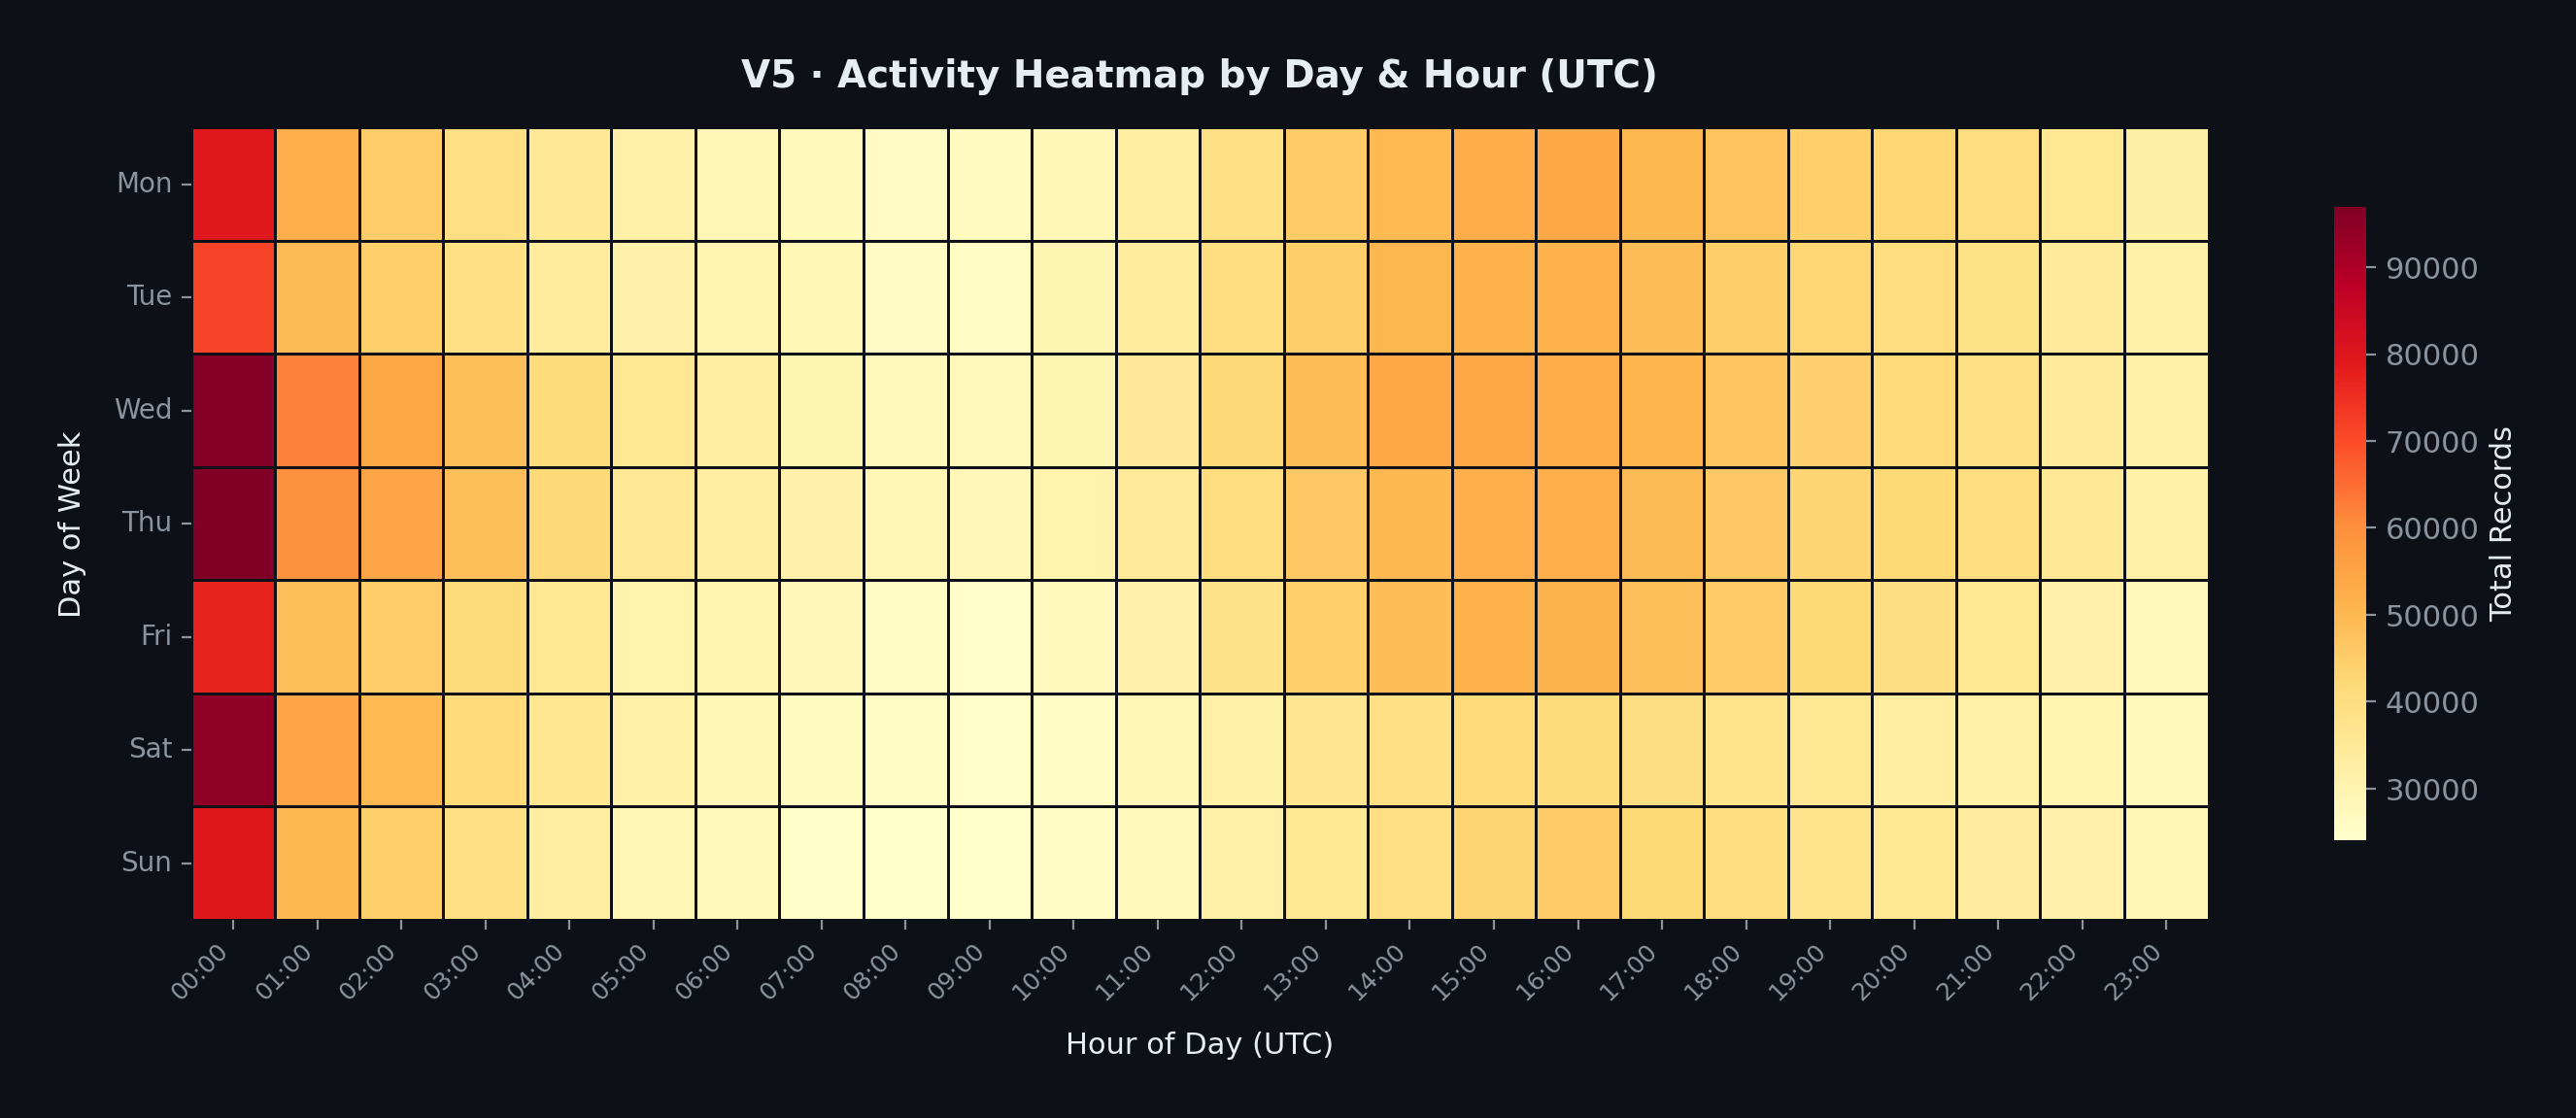 V5 · Activity Heatmap by Day & Hour (UTC)
Day of Week
Mon
Tue
Wed
Thu
Fri
Sat
Sun
00:00
01:00
02:00
03:00
04:00
05:00
06:00
07:00
08:00
09:00
10:00
11:00
12:00
13:00
14:00
15:00
16:00
17:00
18:00
19:00
20:00
21:00
22:00
23:00
Hour of Day (UTC)
90000
80000
70000
60000
50000
40000
30000
Total Records